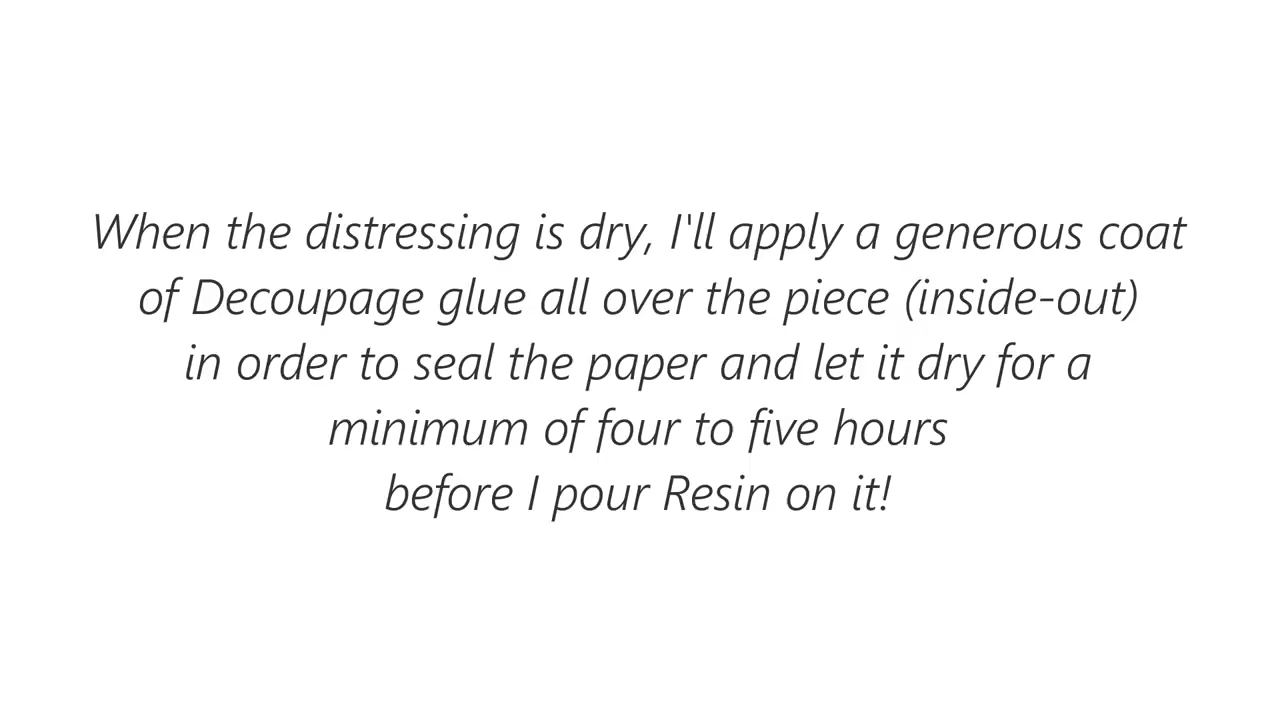 When the distressing is dry, I'll apply a generous coat
of Decoupage glue all over the piece (inside-out)
in order to seal the paper and let it dry for a
minimum of four to five hours
before I pour Resin on it!